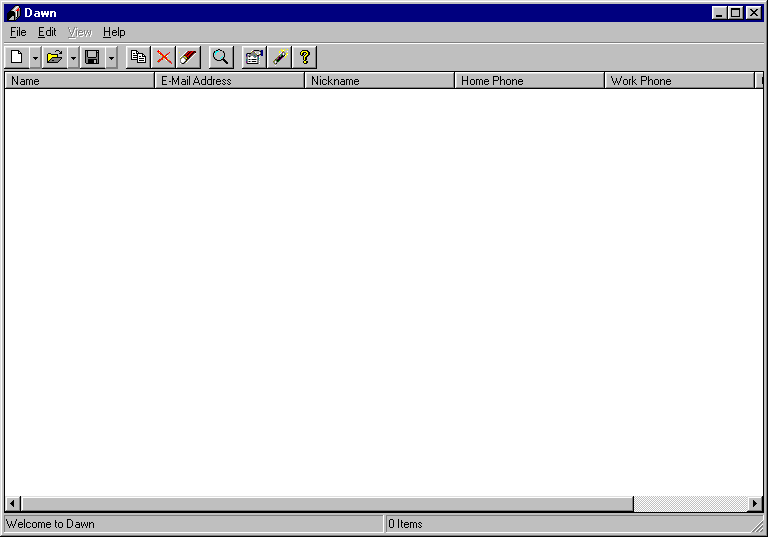 Dawn
File Edit View Help
?
Name E-Mail Address Nickname Home Phone Work Phone
Welcome to Dawn 0 Items